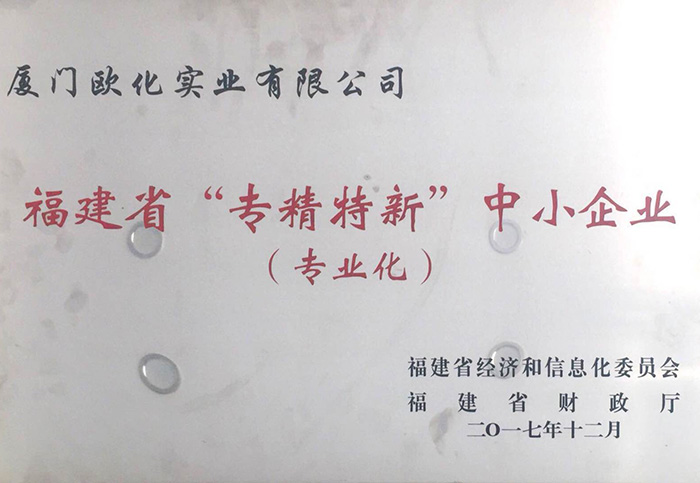 厦门欧化实业有限公司
福建省“专精特新”中小企业
（专业化）
福建省经济和信息化委员会
福建省财政厅
二〇一七年十二月